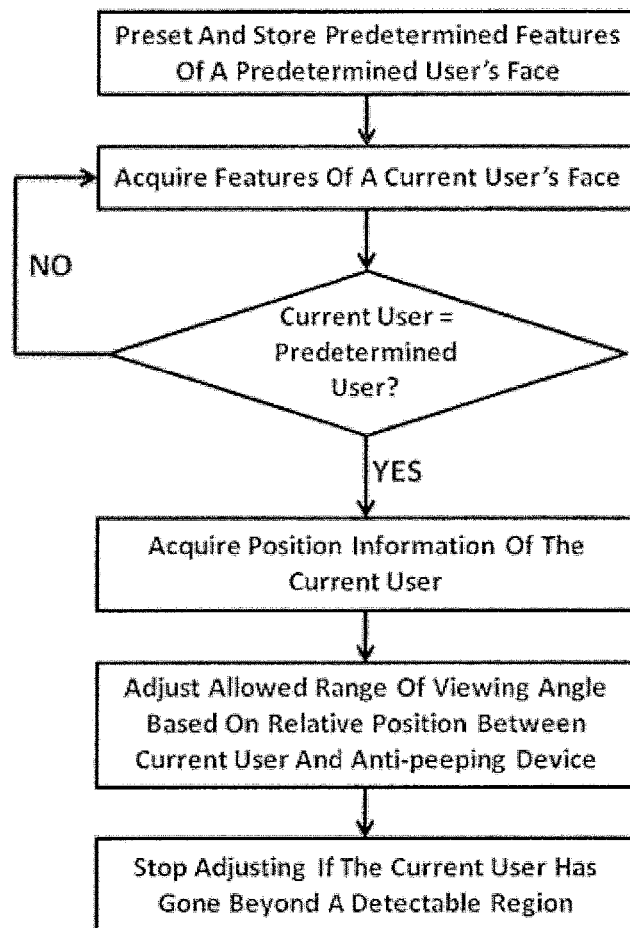 Preset And Store Predetermined Features
Of A Predetermined User's Face
Acquire Features Of A Current User's Face
NO
Current User =
Predetermined
User?
YES
Acquire Position Information Of The
Current User
Adjust Allowed Range Of Viewing Angle
Based On Relative Position Between
Current User And Anti-peeping Device
Stop Adjusting If The Current User Has
Gone Beyond A Detectable Region